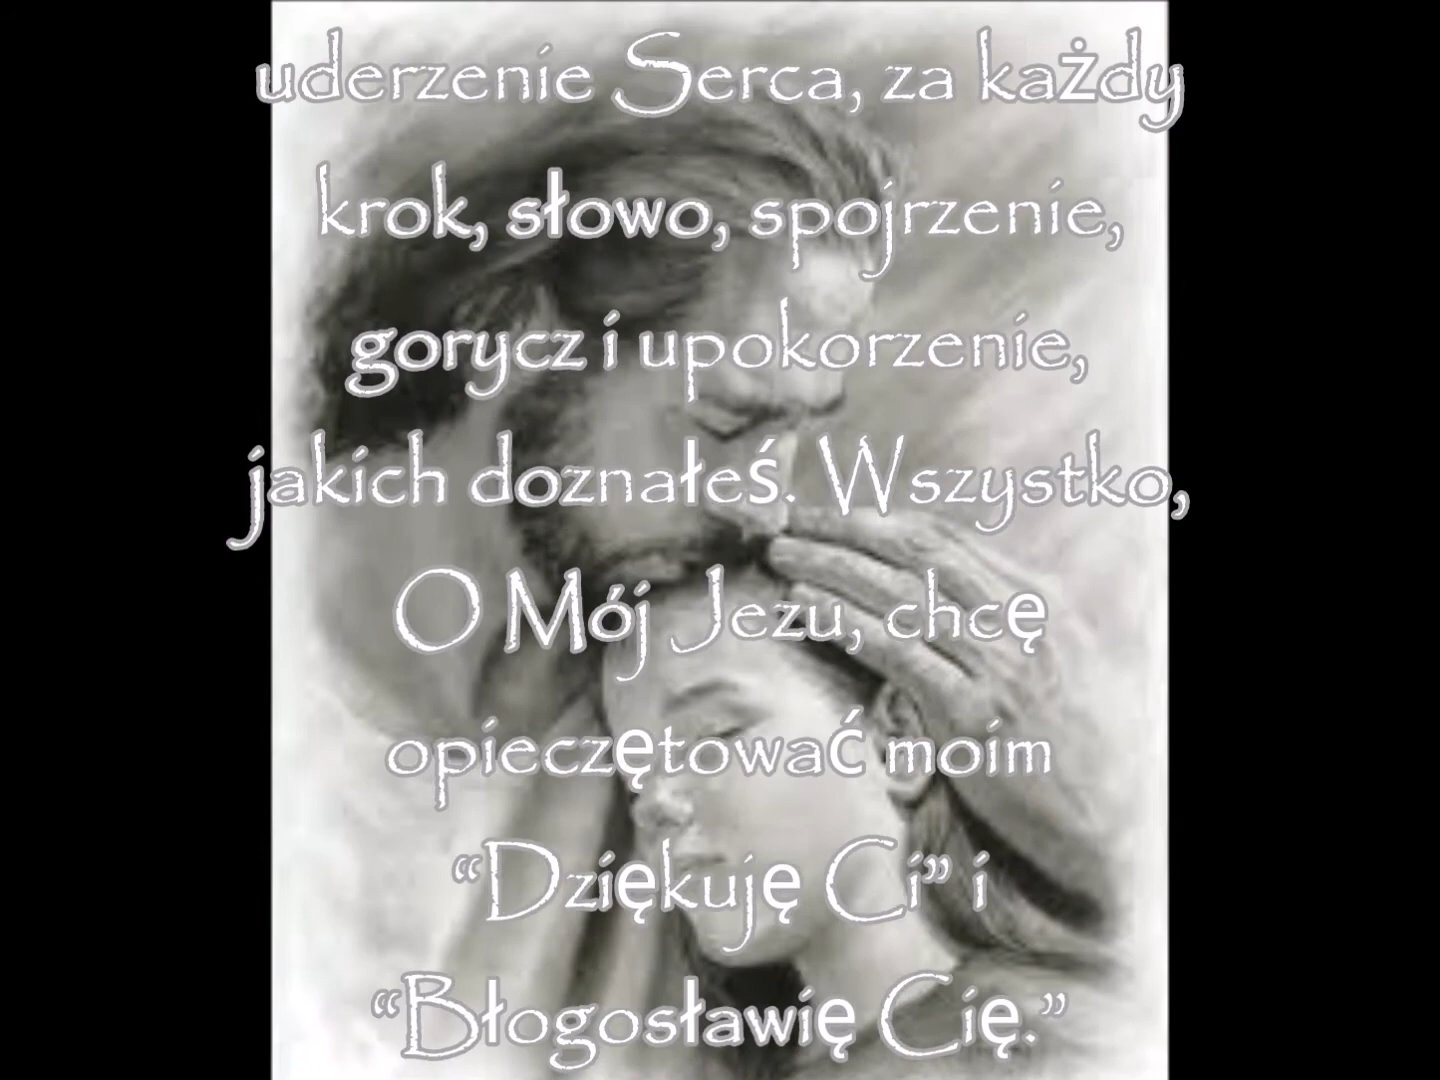 uderzenie Serca, za każdy
krok, słowo, spojrzenie,
gorycz i upokorzenie,
jakich doznałeś. Wszystko,
O Mój Jezu, chcę
opieczętować moim
“Dziękuję Ci” i
“Błogosławię Cię.”